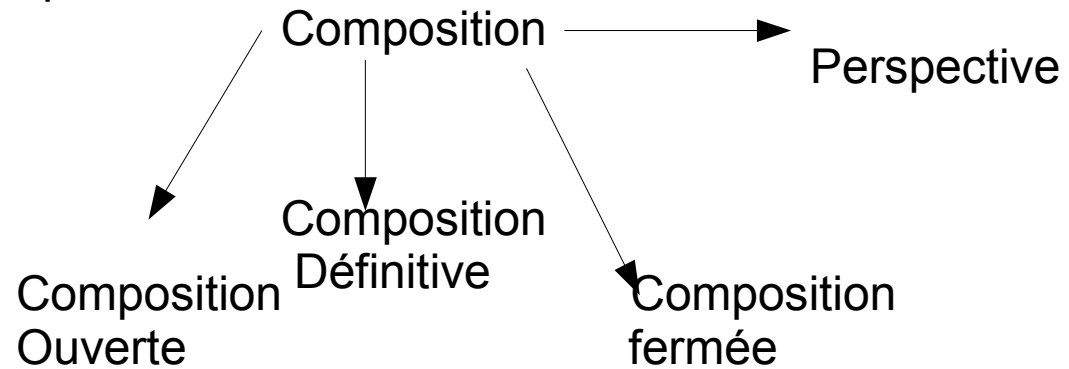 Composition
Perspective
Composition
Définitive
Composition
Ouverte
Composition
fermée